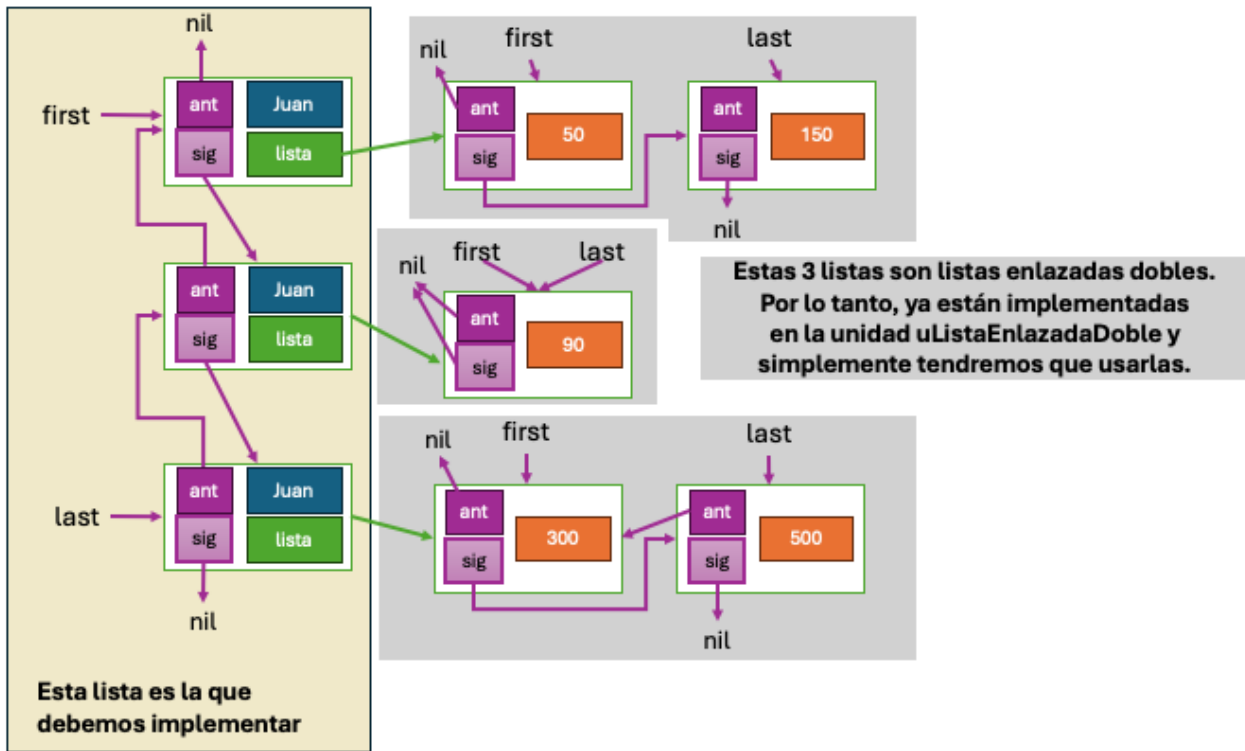 nil
first
ant
Juan
sig
lista
ant
Juan
sig
lista
last
ant
Juan
sig
lista
nil
Esta lista es la que
debemos implementar
nil
first
last
ant
50
sig
ant
150
sig
nil
nil
first
last
ant
90
sig
Estas 3 listas son listas enlazadas dobles.
Por lo tanto, ya están implementadas
en la unidad uListaEnlazadaDoble y
simplemente tendremos que usarlas.
nil
first
last
ant
300
sig
ant
500
sig
nil